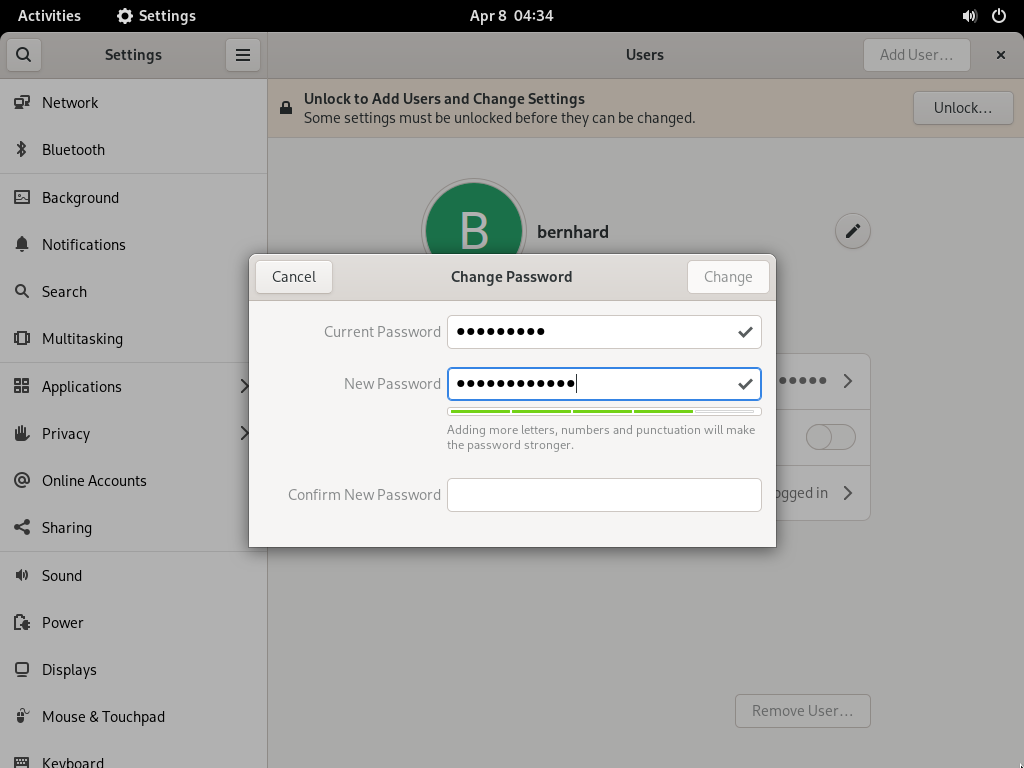 Activities
Settings
Apr 8 04:34
Settings
Users
Add User…
Unlock to Add Users and Change Settings
Some settings must be unlocked before they can be changed.
Unlock…
Network
Bluetooth
Background
Notifications
Search
Multitasking
Applications
Privacy
Online Accounts
Sharing
Sound
Power
Displays
Mouse & Touchpad
Keyboard
B
bernhard
Cancel
Change Password
Change
Current Password
●●●●●●●●●
New Password
●●●●●●●●●●●●
Adding more letters, numbers and punctuation will make
the password stronger.
Confirm New Password
●●●●●
ogged in
Remove User…